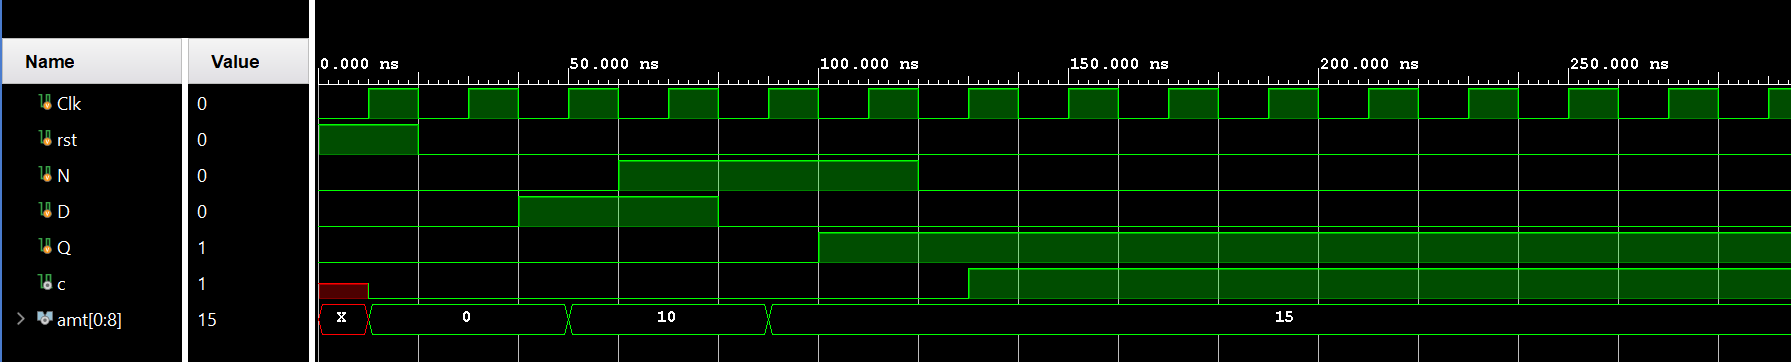 Name Value
0.000 ns 50.000 ns 100.000 ns 150.000 ns 200.000 ns 250.000 ns
Clk 0
rst 0
N 0
D 0
Q 1
c 1
amt[0:8] 15 X 0 10 15